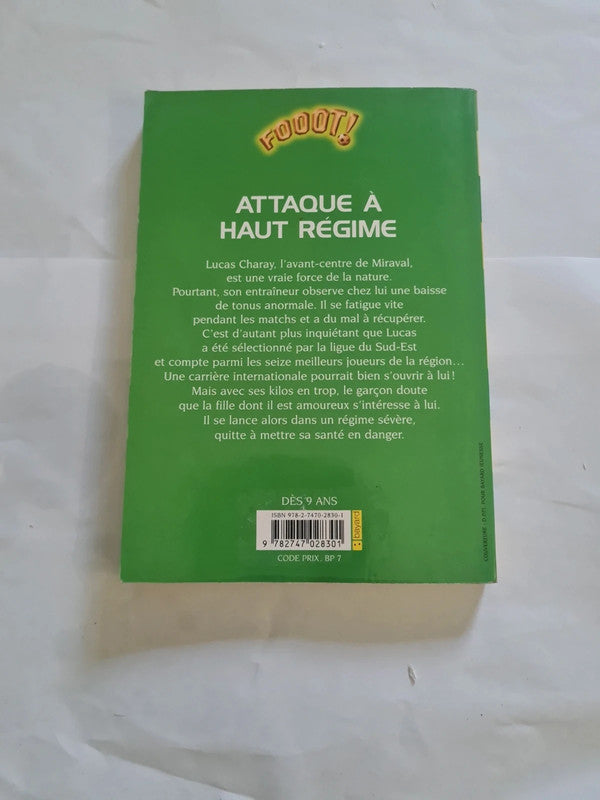 FOOOT!
ATTAQUE À
HAUT RÉGIME
Lucas Charay, l'avant-centre de Miraval,
est une vraie force de la nature.
Pourtant, son entraîneur observe chez lui une baisse
de tonus anormale. Il se fatigue vite
pendant les matchs et a du mal à récupérer.
C'est d'autant plus inquiétant que Lucas
a été sélectionné par la ligue du Sud-Est
et compte parmi les seize meilleurs joueurs de la région...
Une carrière internationale pourrait bien s'ouvrir à lui !
Mais avec ses kilos en trop, le garçon doute
que la fille dont il est amoureux s'intéresse à lui.
Il se lance alors dans un régime sévère,
quitte à mettre sa santé en danger.
DÈS 9 ANS
ISBN 978-2-7470-2830-1
9 782747 028301
bayard
CODE PRIX. BP 7
POUR BAYARD JEUNESSE
COUVERTURE :